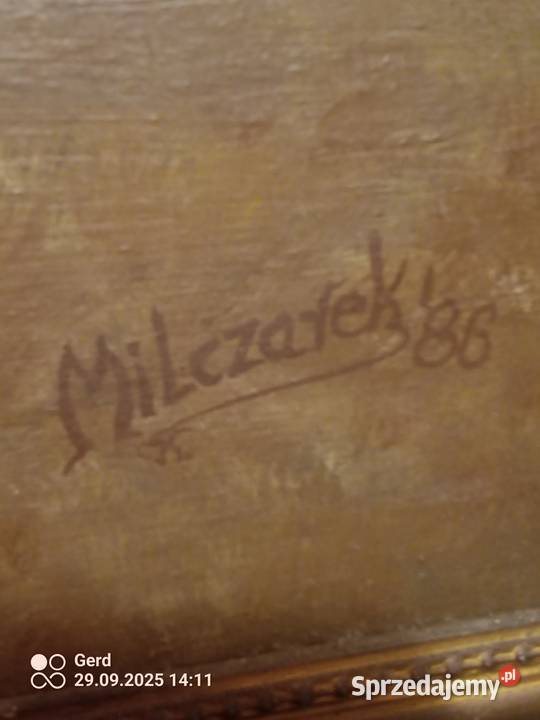 Milczarek '86
Gerd
29.09.2025 14:11
Sprzedajemy.pl